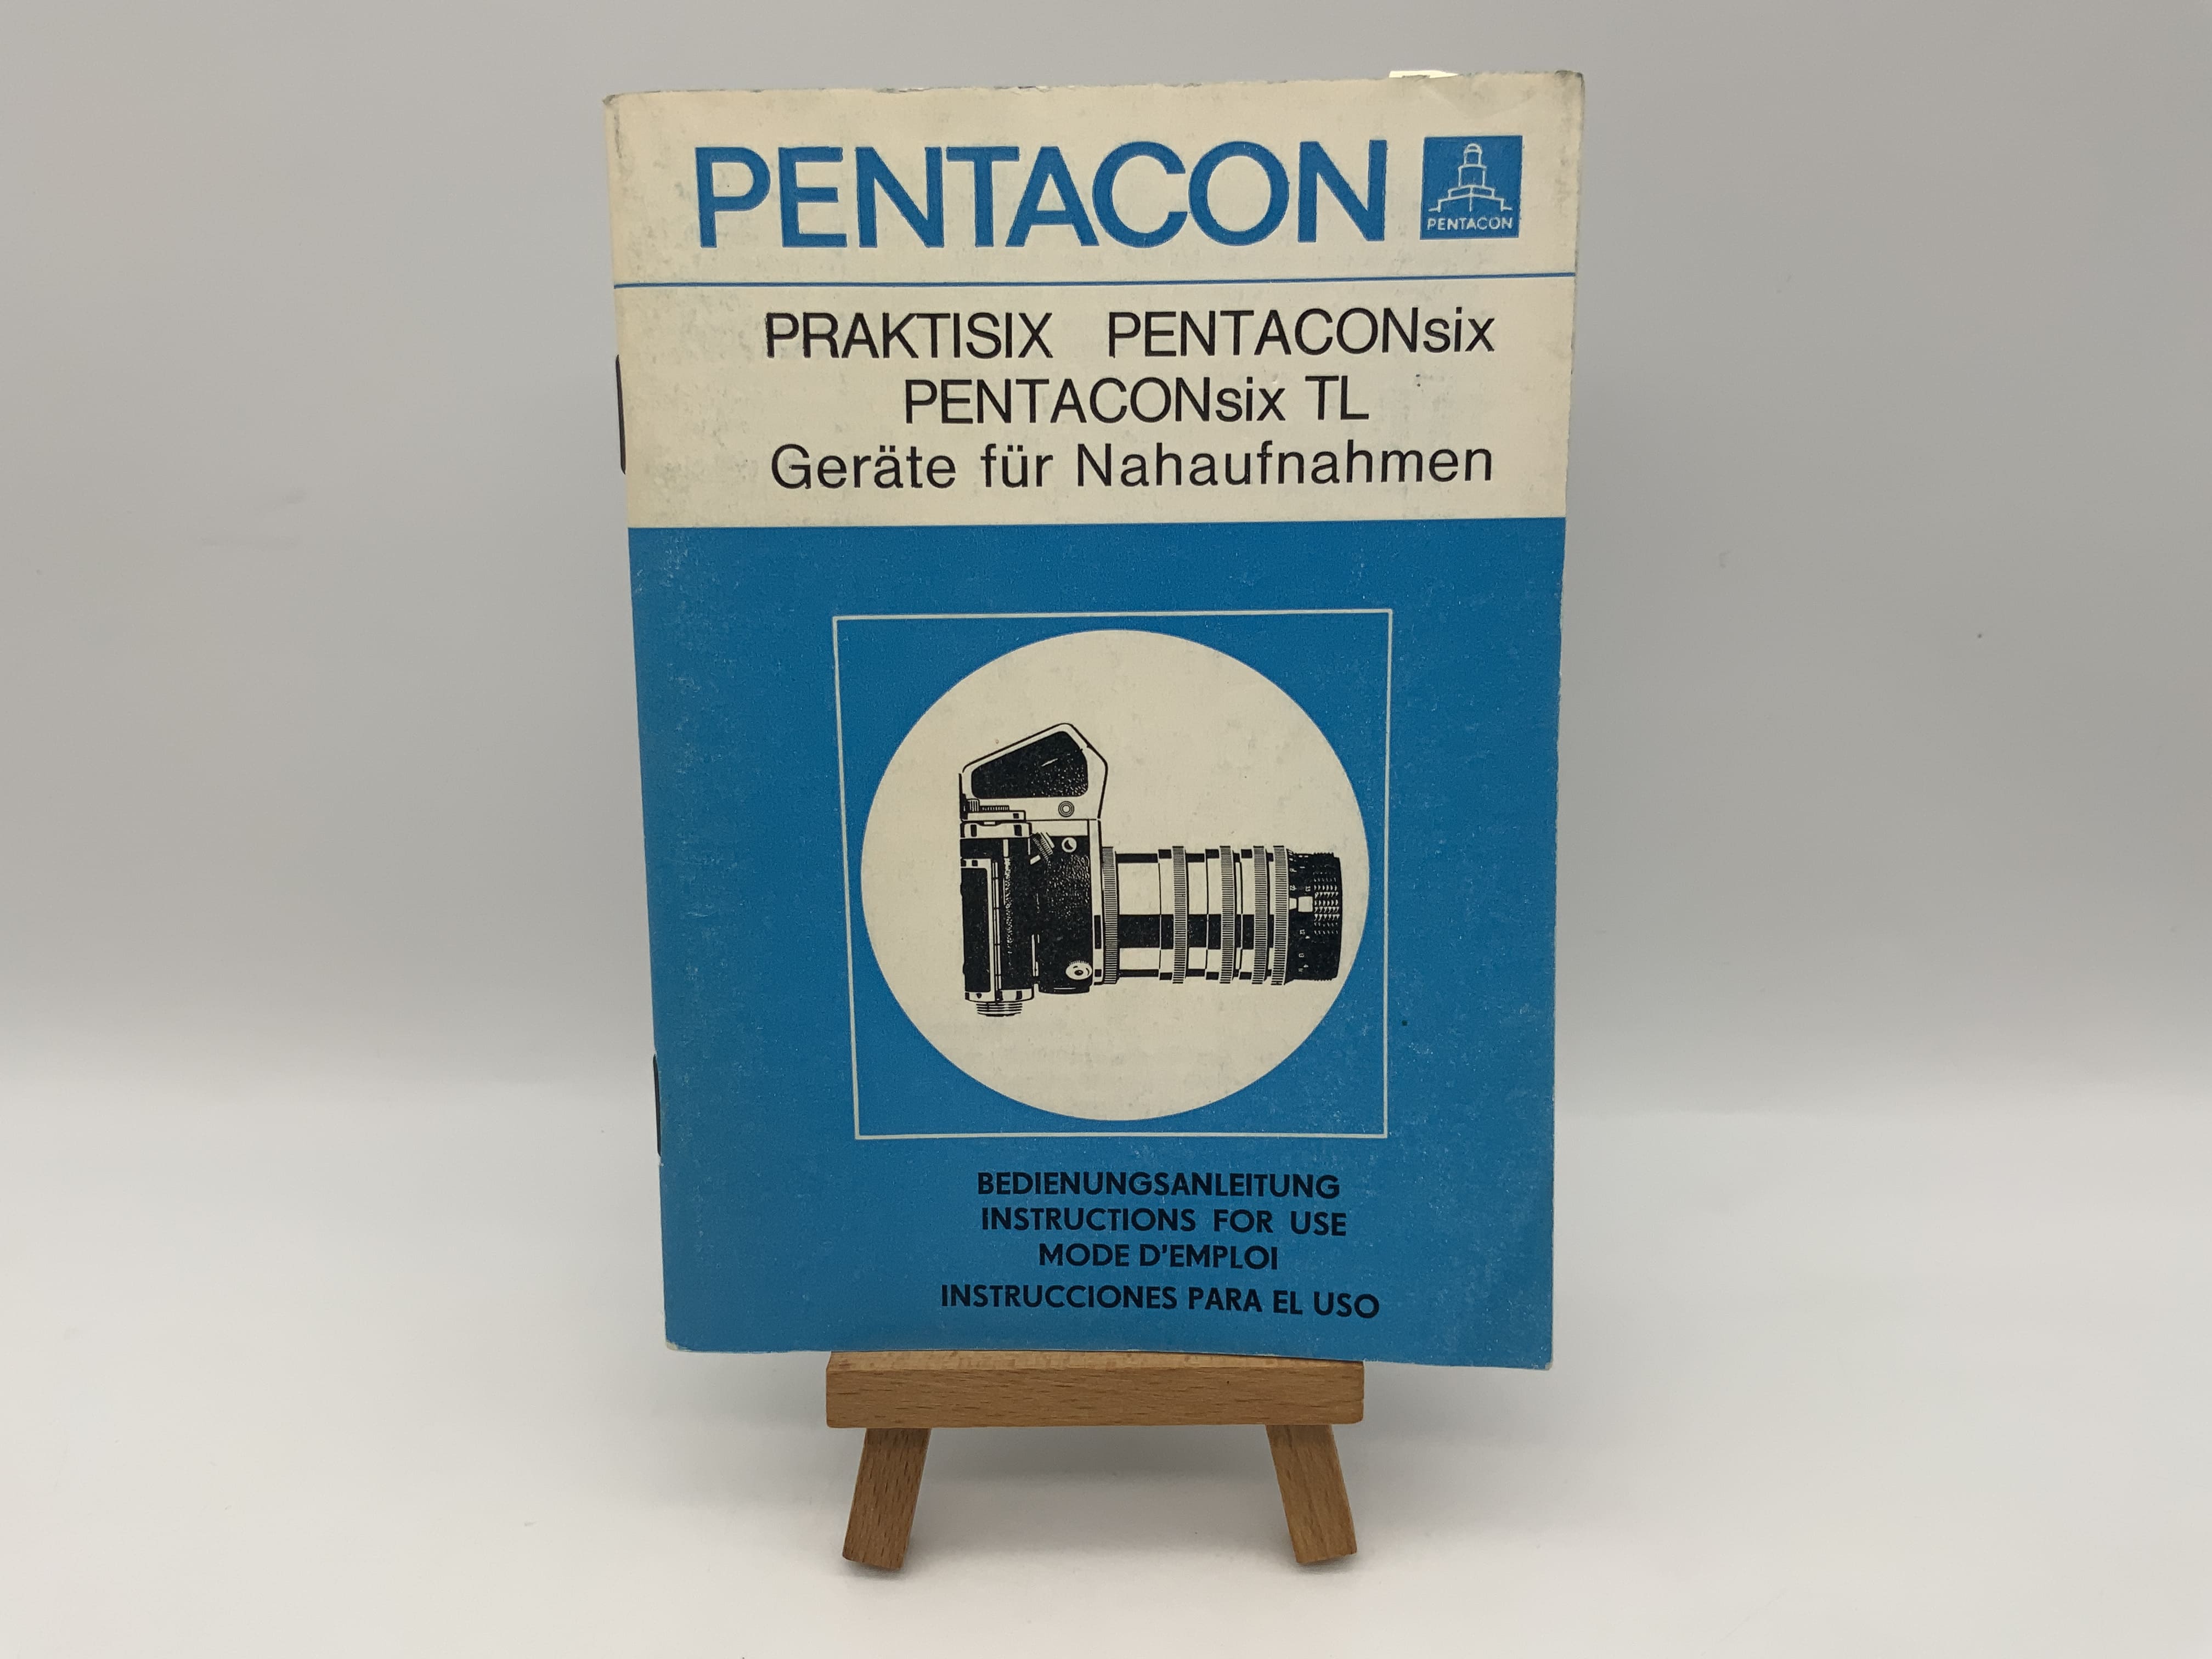 PENTACON
PENTACON
PRAKTISIX PENTACONsix
PENTACONsix TL
Geräte für Nahaufnahmen
BEDIENUNGSANLEITUNG
INSTRUCTIONS FOR USE
MODE D'EMPLOI
INSTRUCCIONES PARA EL USO